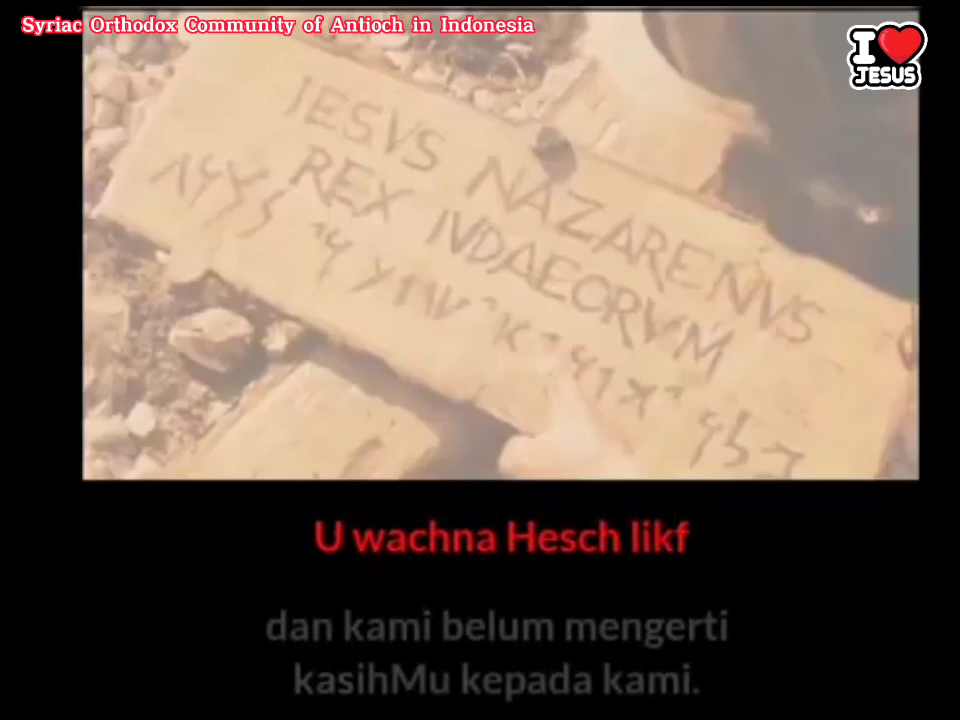 Syriac Orthodox Community of Antioch in Indonesia
I
JESUS
JESVS NAZARENVS
REX IVDAEORVM
U wachna Hesch likf
dan kami belum mengerti
kasihMu kepada kami.